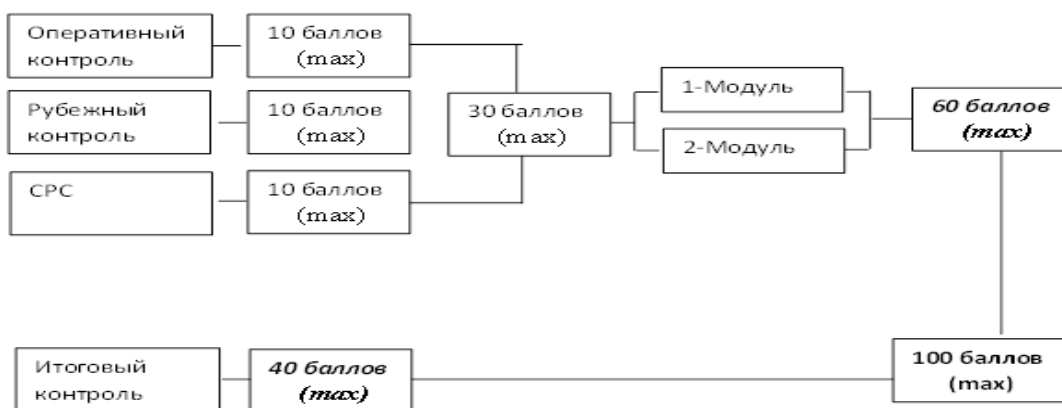 Оперативный
контроль
10 баллов
(max)
Рубежный
контроль
10 баллов
(max)
СРС
10 баллов
(max)
30 баллов
(max)
1-Модуль
2-Модуль
60 баллов
(max)
Итоговый
контроль
40 баллов
(max)
100 баллов
(max)